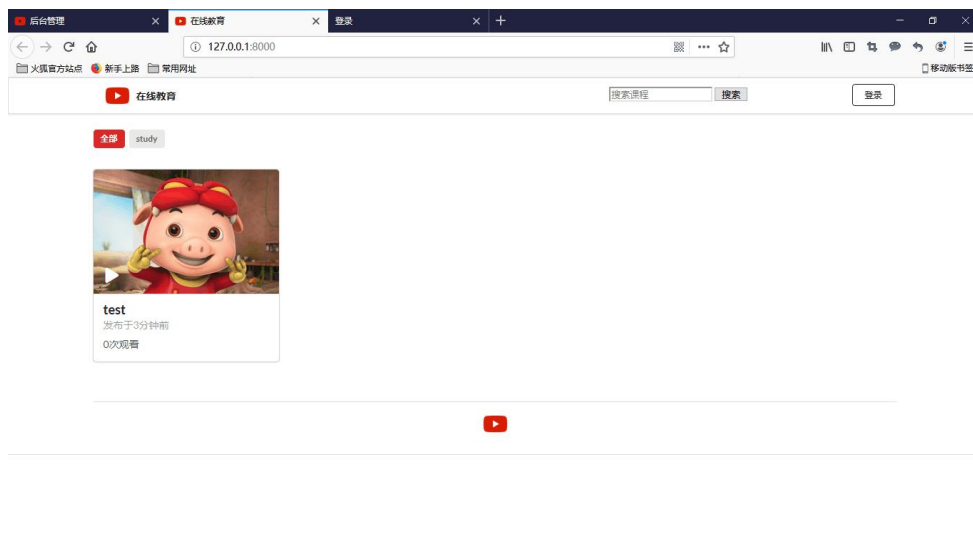 后台管理
在线教育
登录
127.0.0.1:8000
火狐官方站点 新手上路 常用网址 移动版书签
在线教育 搜索课程 搜索 登录
全部 study
test
发布于3分钟前
0次观看